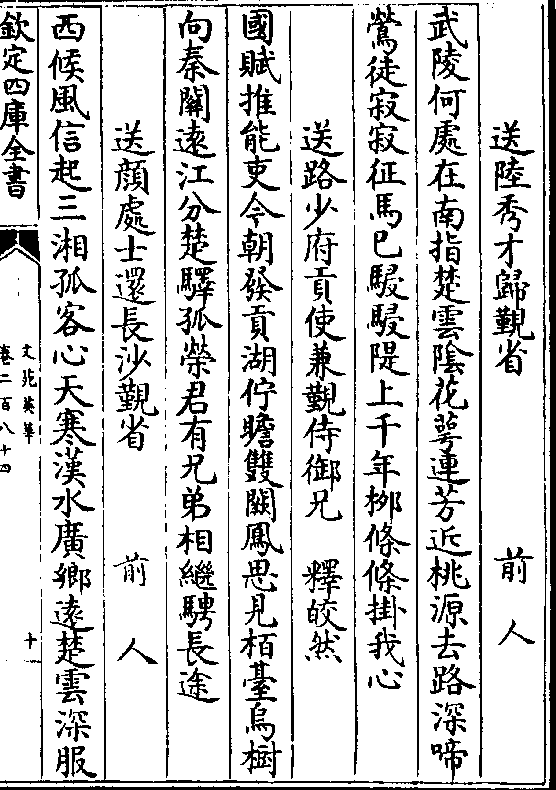 送陸秀才歸覲省 前人
武陵何處在南指楚雲陰花萼連芳近桃源去路深啼
鶯徒寂寂征馬已駸駸隄上千年栁條條掛我心
送路少府貢使兼覲侍御兄 釋皎然
國賦推能吏今朝發貢湖佇瞻雙闕鳳思見栢臺烏樹
向秦關遠江分楚驛孤榮君有兄弟相繼騁長途
送顔處士還長沙覲省 前人
西候風信起三湘孤客心天寒漢水廣鄉逺楚雲深服
欽定四庫全書
文苑英華
卷二百八十四
十一